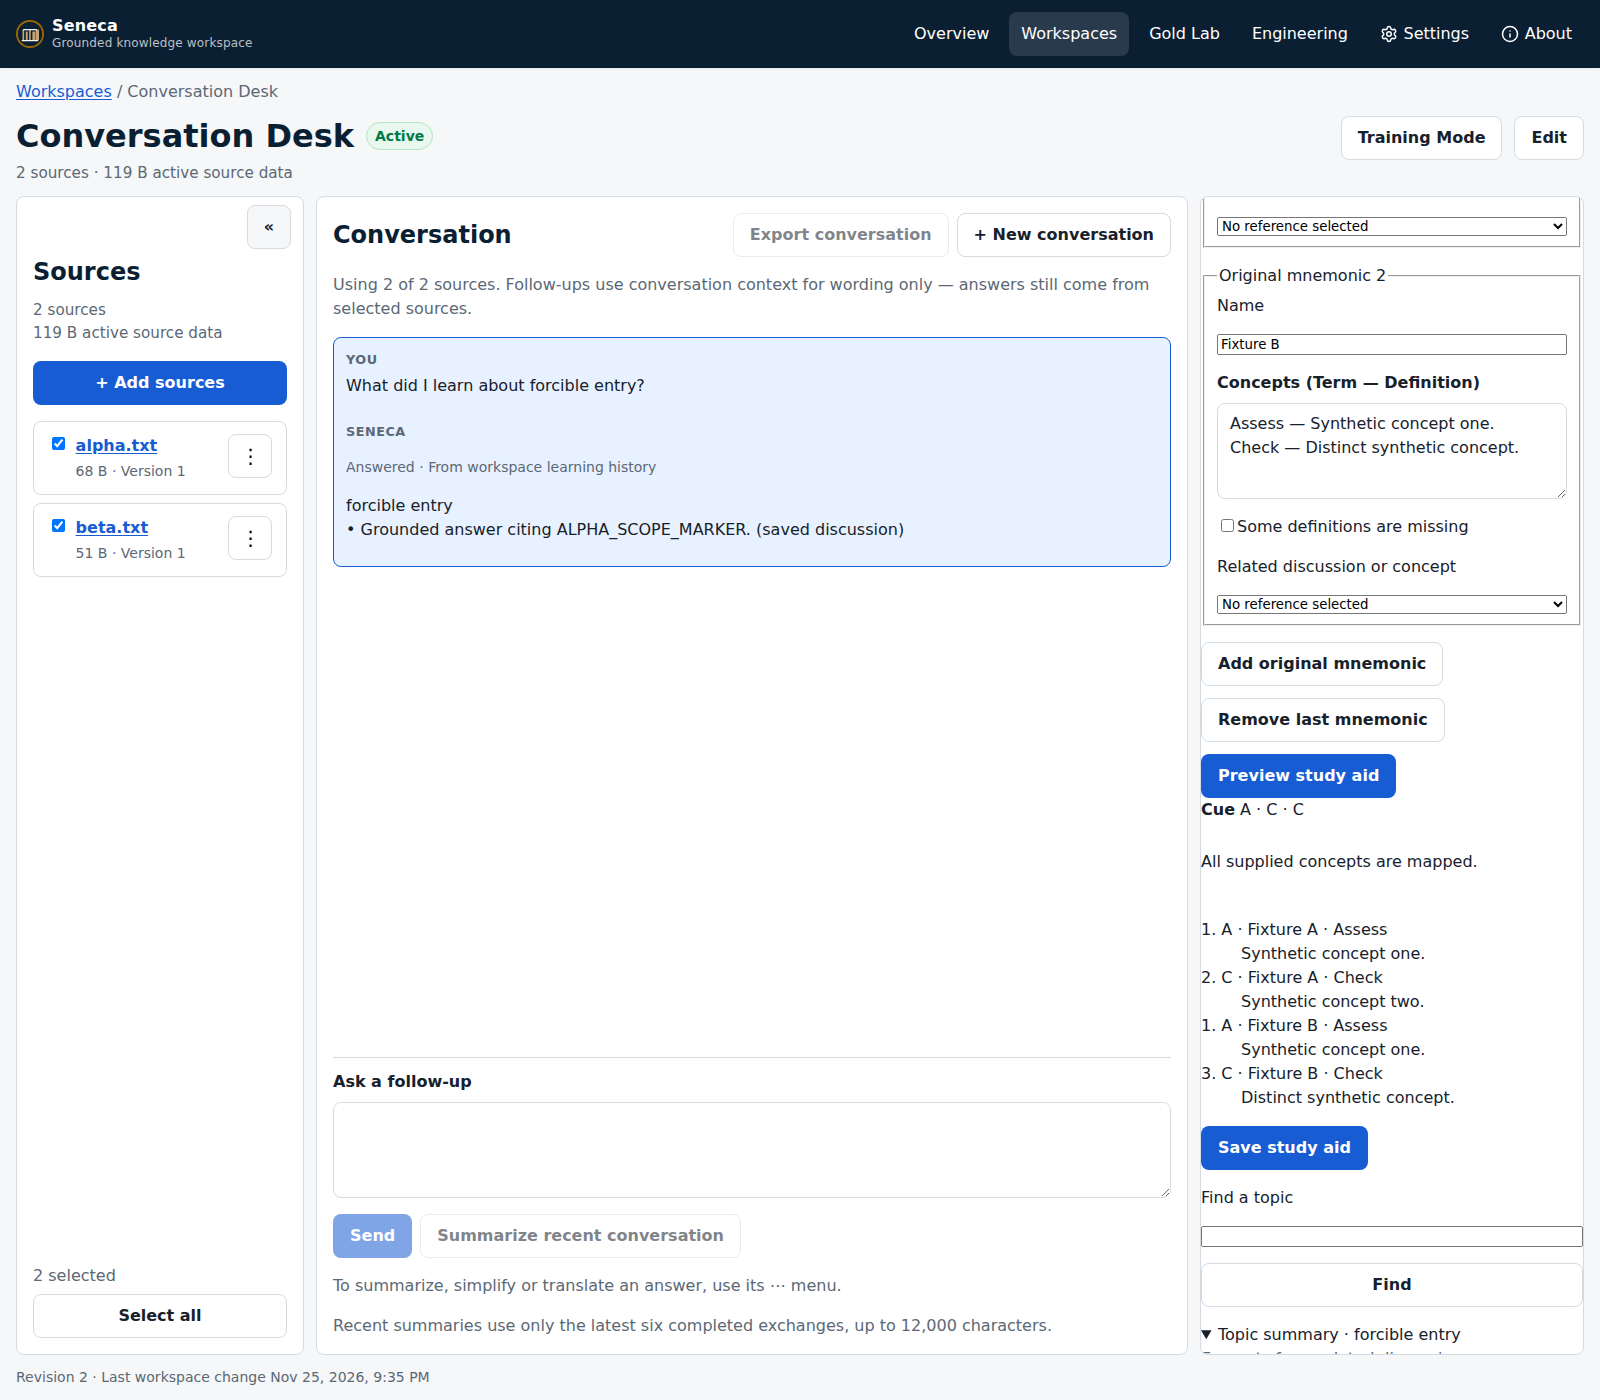 Seneca
Grounded knowledge workspace
Overview
Workspaces
Gold Lab
Engineering
Settings
About
Workspaces / Conversation Desk
Conversation Desk
Active
2 sources · 119 B active source data
Training Mode
Edit
«
Sources
2 sources
119 B active source data
+ Add sources
alpha.txt
68 B · Version 1
⋮
beta.txt
51 B · Version 1
⋮
2 selected
Select all
Conversation
Export conversation
+ New conversation
Using 2 of 2 sources. Follow-ups use conversation context for wording only — answers still come from
selected sources.
YOU
What did I learn about forcible entry?
SENECA
Answered · From workspace learning history
forcible entry
• Grounded answer citing ALPHA_SCOPE_MARKER. (saved discussion)
Ask a follow-up
Send
Summarize recent conversation
To summarize, simplify or translate an answer, use its ⋯ menu.
Recent summaries use only the latest six completed exchanges, up to 12,000 characters.
No reference selected
Original mnemonic 2
Name
Fixture B
Concepts (Term — Definition)
Assess — Synthetic concept one.
Check — Distinct synthetic concept.
Some definitions are missing
Related discussion or concept
No reference selected
Add original mnemonic
Remove last mnemonic
Preview study aid
Cue A · C · C
All supplied concepts are mapped.
1. A · Fixture A · Assess
Synthetic concept one.
2. C · Fixture A · Check
Synthetic concept two.
1. A · Fixture B · Assess
Synthetic concept one.
3. C · Fixture B · Check
Distinct synthetic concept.
Save study aid
Find a topic
Find
▼ Topic summary · forcible entry
Revision 2 · Last workspace change Nov 25, 2026, 9:35 PM